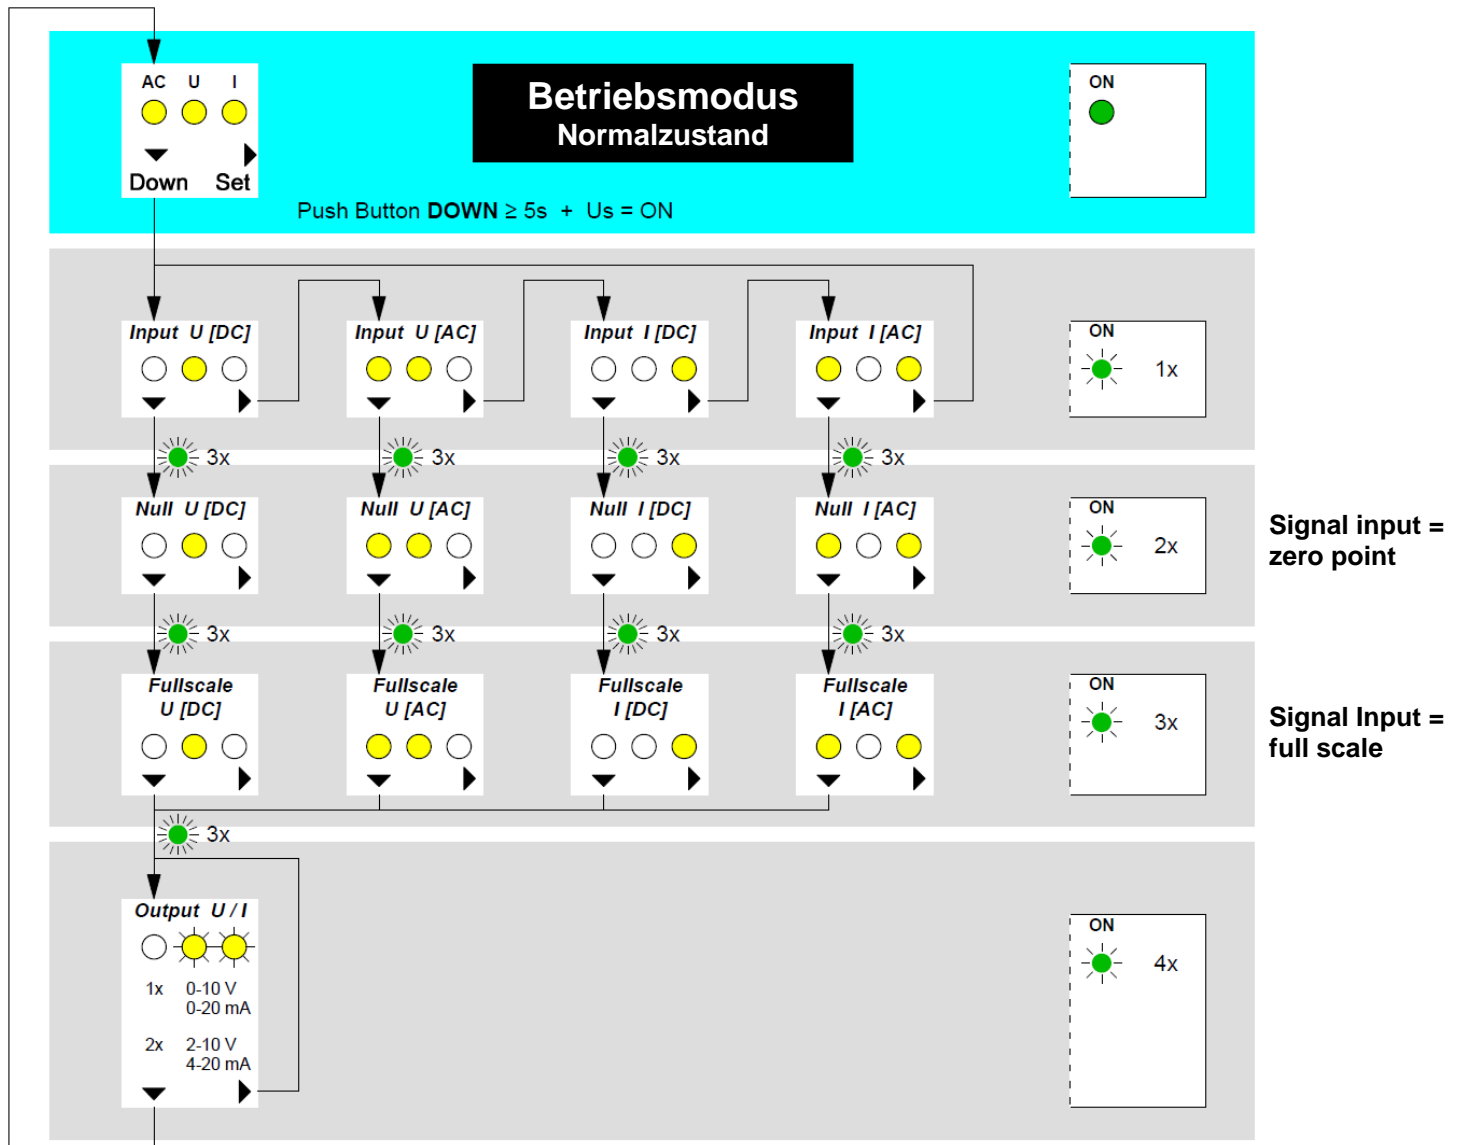 AC U I
Betriebsmodus
Normalzustand
ON
Down Set
Push Button DOWN ≥ 5s + Us = ON
Input U [DC]
Input U [AC]
Input I [DC]
Input I [AC]
ON
1x
3x
3x
3x
3x
Null U [DC]
Null U [AC]
Null I [DC]
Null I [AC]
ON
2x
Signal input =
zero point
3x
3x
3x
3x
Fullscale
U [DC]
Fullscale
U [AC]
Fullscale
I [DC]
Fullscale
I [AC]
ON
3x
Signal Input =
full scale
3x
Output U / I
1x 0-10 V
0-20 mA
2x 2-10 V
4-20 mA
ON
4x